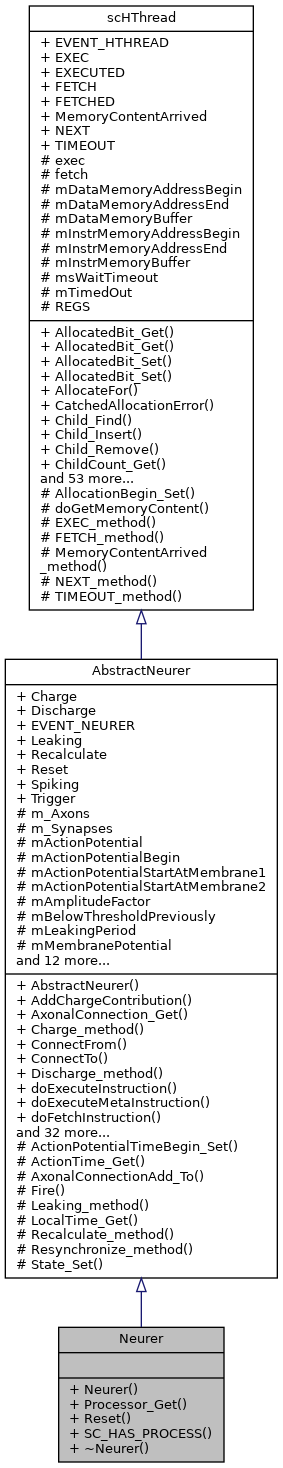 scHThread
+ EVENT_HTHREAD
+ EXEC
+ EXECUTED
+ FETCH
+ FETCHED
+ MemoryContentArrived
+ NEXT
+ TIMEOUT
# exec
# fetch
# mDataMemoryAddressBegin
# mDataMemoryAddressEnd
# mDataMemoryBuffer
# mInstrMemoryAddressBegin
# mInstrMemoryAddressEnd
# mInstrMemoryBuffer
# msWaitTimeout
# mTimedOut
# REGS
+ AllocatedBit_Get()
+ AllocatedBit_Get()
+ AllocatedBit_Set()
+ AllocatedBit_Set()
+ AllocateFor()
+ CatchedAllocationError()
+ Child_Find()
+ Child_Insert()
+ Child_Remove()
+ ChildCount_Get()
and 53 more...
# AllocationBegin_Set()
# doGetMemoryContent()
# EXEC_method()
# FETCH_method()
# MemoryContentArrived
_method()
# NEXT_method()
# TIMEOUT_method()
AbstractNeurer
+ Charge
+ Discharge
+ EVENT_NEURER
+ Leaking
+ Recalculate
+ Reset
+ Spiking
+ Trigger
# m_Axons
# m_Synapses
# mActionPotential
# mActionPotentialBegin
# mActionPotentialStartAtMembrane1
# mActionPotentialStartAtMembrane2
# mAmplitudeFactor
# mBelowThresholdPreviously
# mLeakingPeriod
# mMembranePotential
and 12 more...
+ AbstractNeurer()
+ AddChargeContribution()
+ AxonalConnection_Get()
+ Charge_method()
+ ConnectFrom()
+ ConnectTo()
+ Discharge_method()
+ doExecuteInstruction()
+ doExecuteMetaInstruction()
+ doFetchInstruction()
and 32 more...
# ActionPotentialTimeBegin_Set()
# ActionTime_Get()
# AxonalConnectionAdd_To()
# Fire()
# Leaking_method()
# LocalTime_Get()
# Recalculate_method()
# Resynchronize_method()
# State_Set()
Neurer
+ Neurer()
+ Processor_Get()
+ Reset()
+ SC_HAS_PROCESS()
+ ~Neurer()